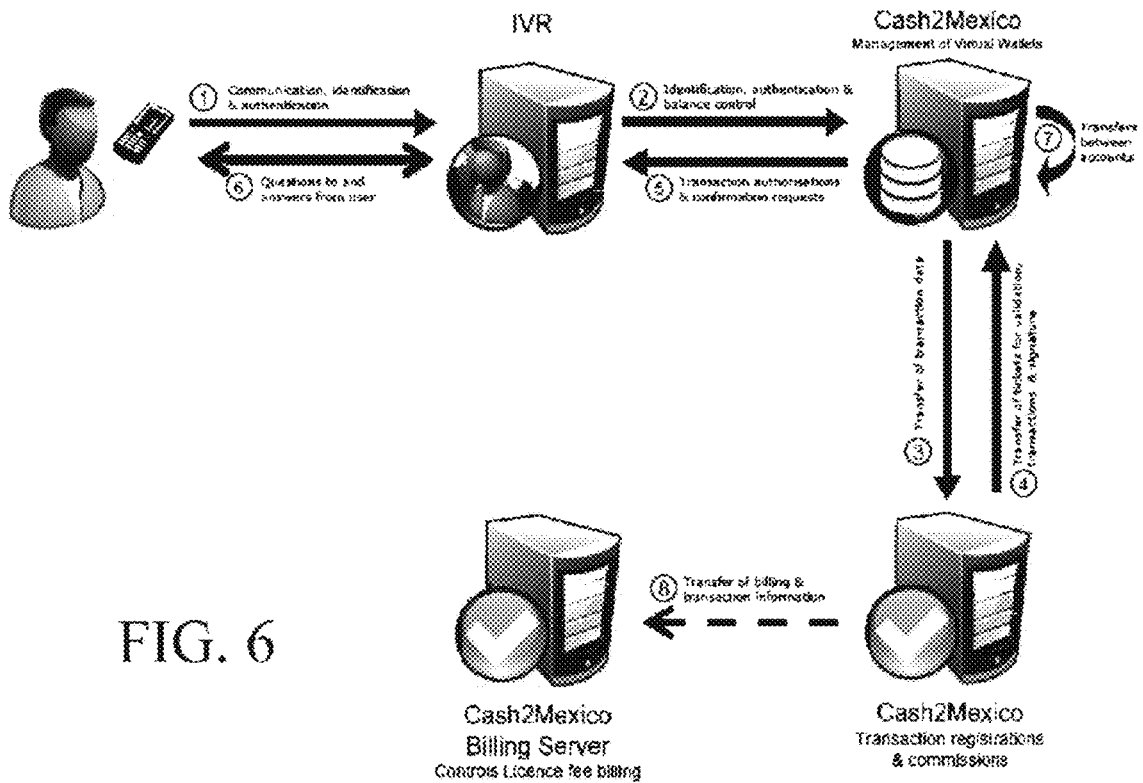 IVR
Cash2Mexico
Management of Virtual Wallets
1 Communication, identification
& authentication
2 Identification, authentication &
balance control
7 Transfers
between
accounts
6 Questions to and
answers from user
5 Transaction authorisations
& confirmation requests
3 Transfer of transaction data
4 Transfer of tickets for validation,
transactions & signature
8 Transfer of billing &
transaction information
FIG. 6
Cash2Mexico
Billing Server
Controls Licence fee billing
Cash2Mexico
Transaction registrations
& commissions